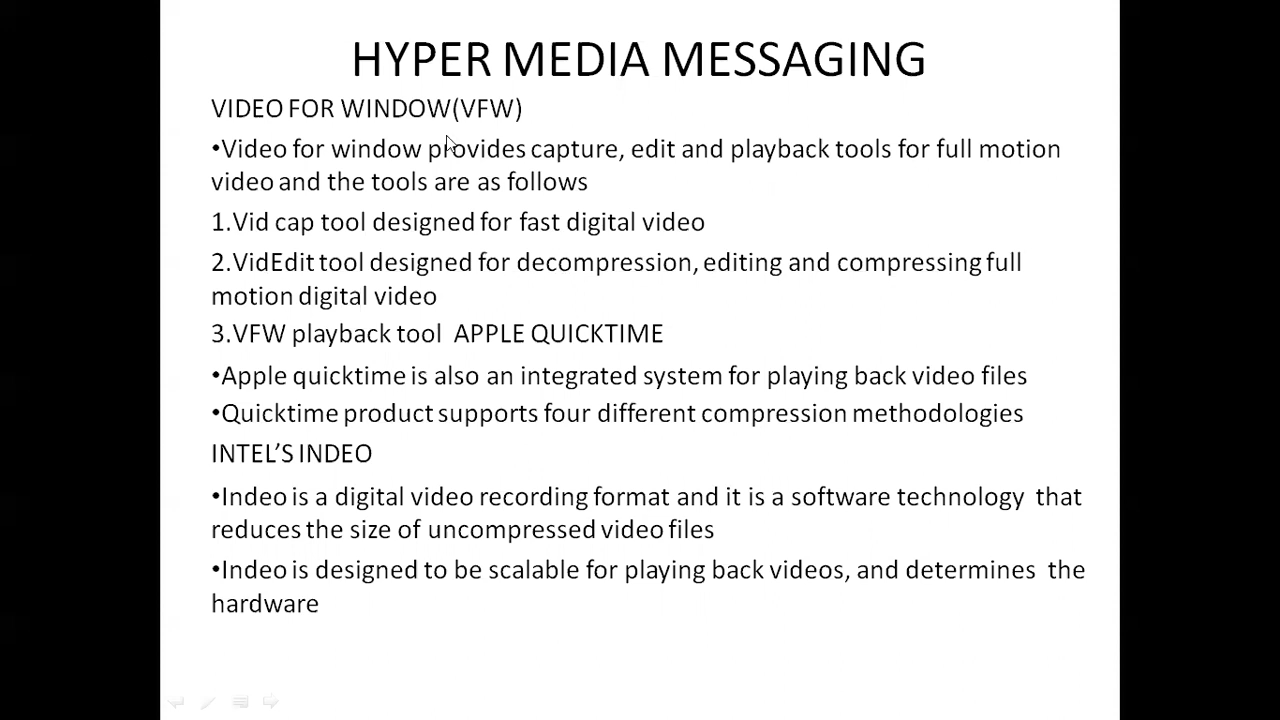 HYPER MEDIA MESSAGING
VIDEO FOR WINDOW(VFW)
•Video for window provides capture, edit and playback tools for full motion
video and the tools are as follows
1.Vid cap tool designed for fast digital video
2.VidEdit tool designed for decompression, editing and compressing full
motion digital video
3.VFW playback tool  APPLE QUICKTIME
•Apple quicktime is also an integrated system for playing back video files
•Quicktime product supports four different compression methodologies
INTEL’S INDEO
•Indeo is a digital video recording format and it is a software technology  that
reduces the size of uncompressed video files
•Indeo is designed to be scalable for playing back videos, and determines  the
hardware